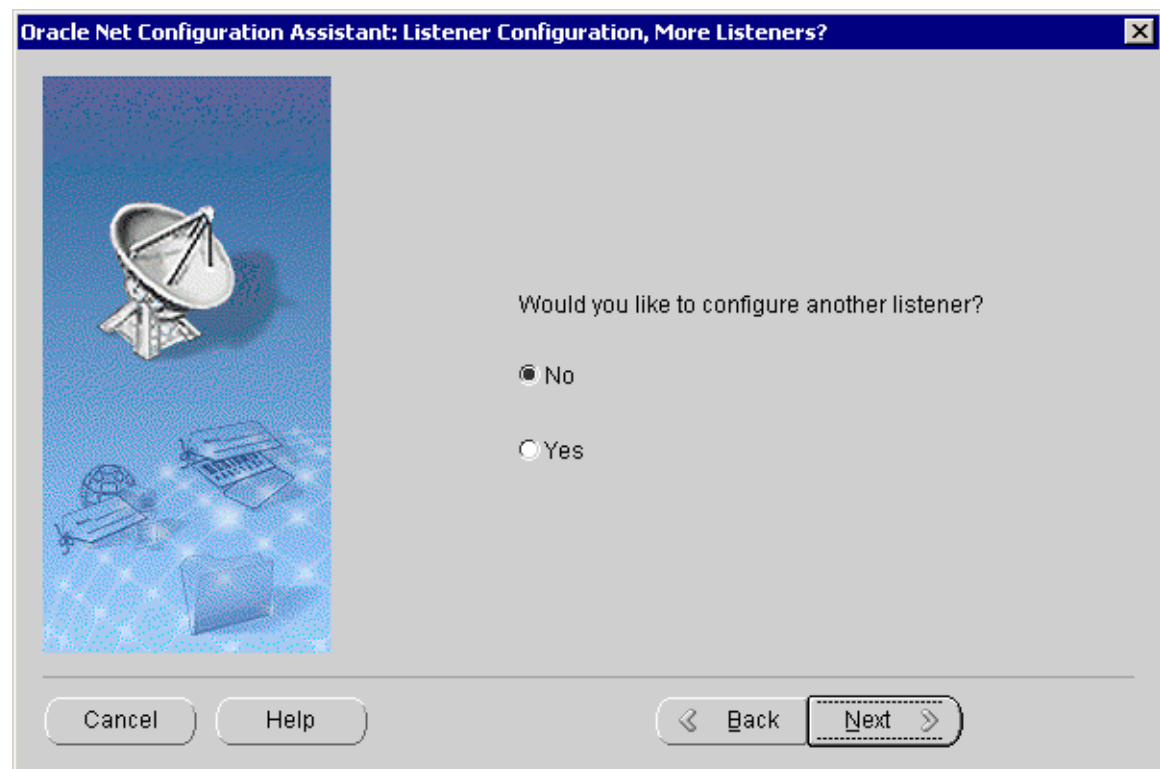 Oracle Net Configuration Assistant: Listener Configuration, More Listeners?
Would you like to configure another listener?
No
Yes
Cancel Help Back Next